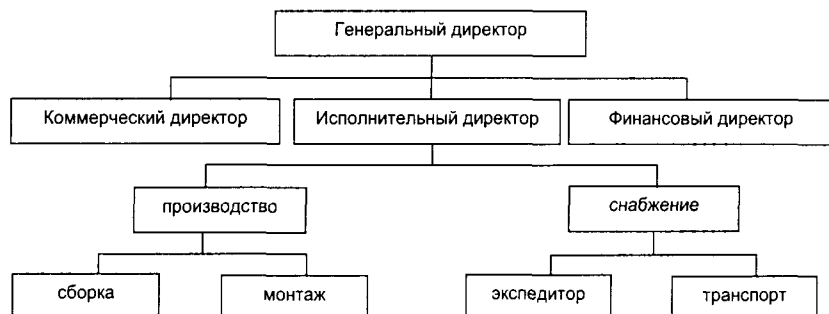 Генеральный директор
Коммерческий директор
Исполнительный директор
Финансовый директор
производство
снабжение
сборка
монтаж
экспедитор
транспорт